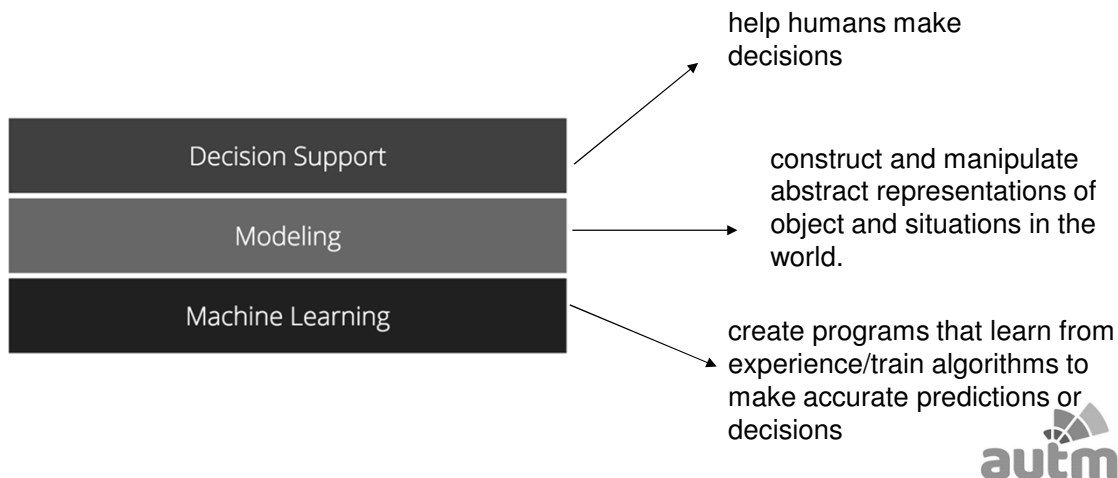 help humans make
decisions
Decision Support
construct and manipulate
abstract representations of
object and situations in the
world.
Modeling
Machine Learning
create programs that learn from
experience/train algorithms to
make accurate predictions or
decisions
autm